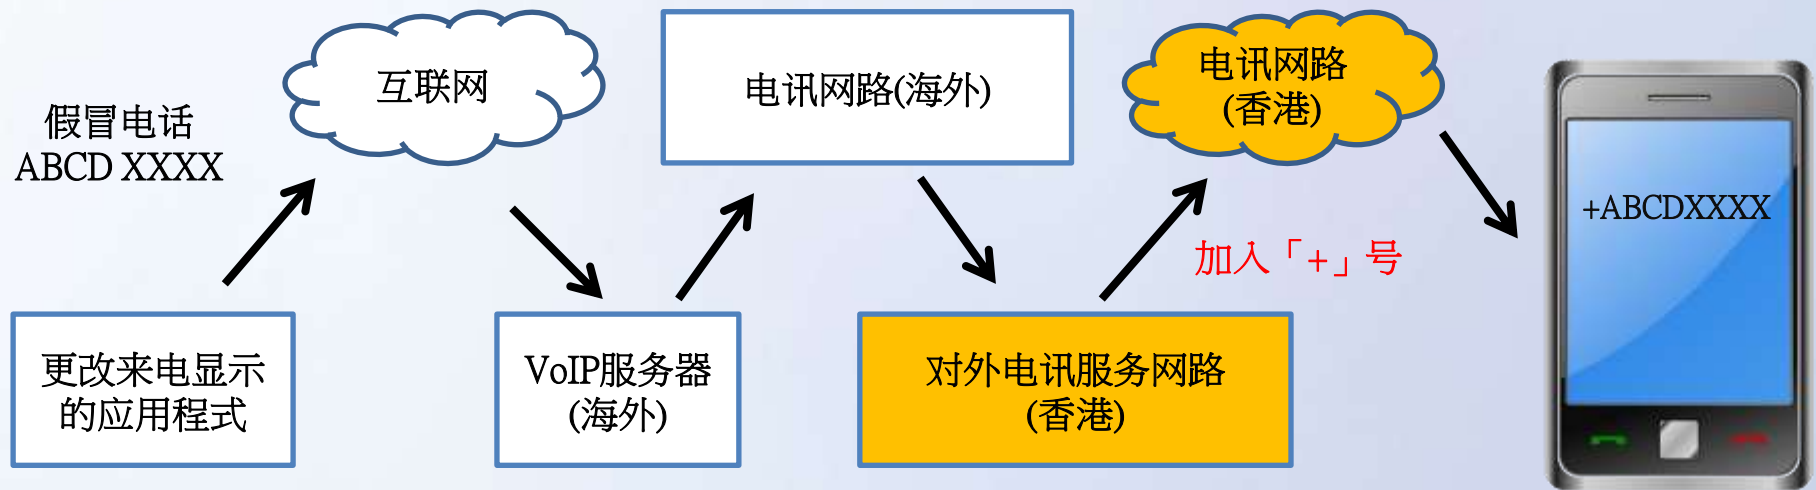 假冒电话
ABCD XXXX
更改来电显示
的应用程式
互联网
VoIP服务器
(海外)
电讯网路(海外)
对外电讯服务网路
(香港)
加入「+」号
电讯网路
(香港)
+ABCDXXXX